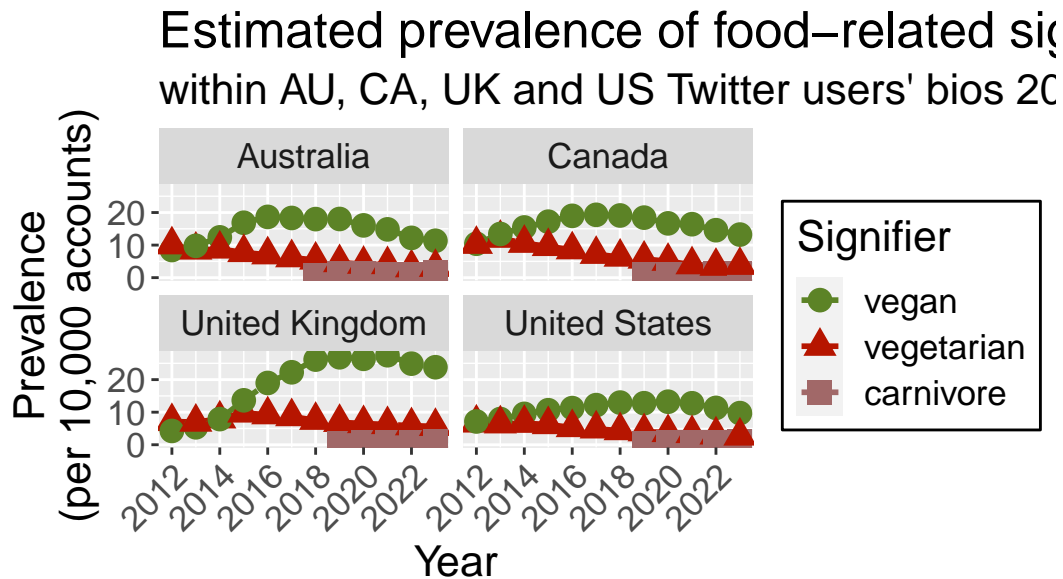 Estimated prevalence of food–related sig
within AU, CA, UK and US Twitter users' bios 20
Prevalence
(per 10,000 accounts)
Australia
Canada
20
10
0
United Kingdom
United States
20
10
0
2012
2014
2016
2018
2020
2022
2012
2014
2016
2018
2020
2022
Year
Signifier
vegan
vegetarian
carnivore